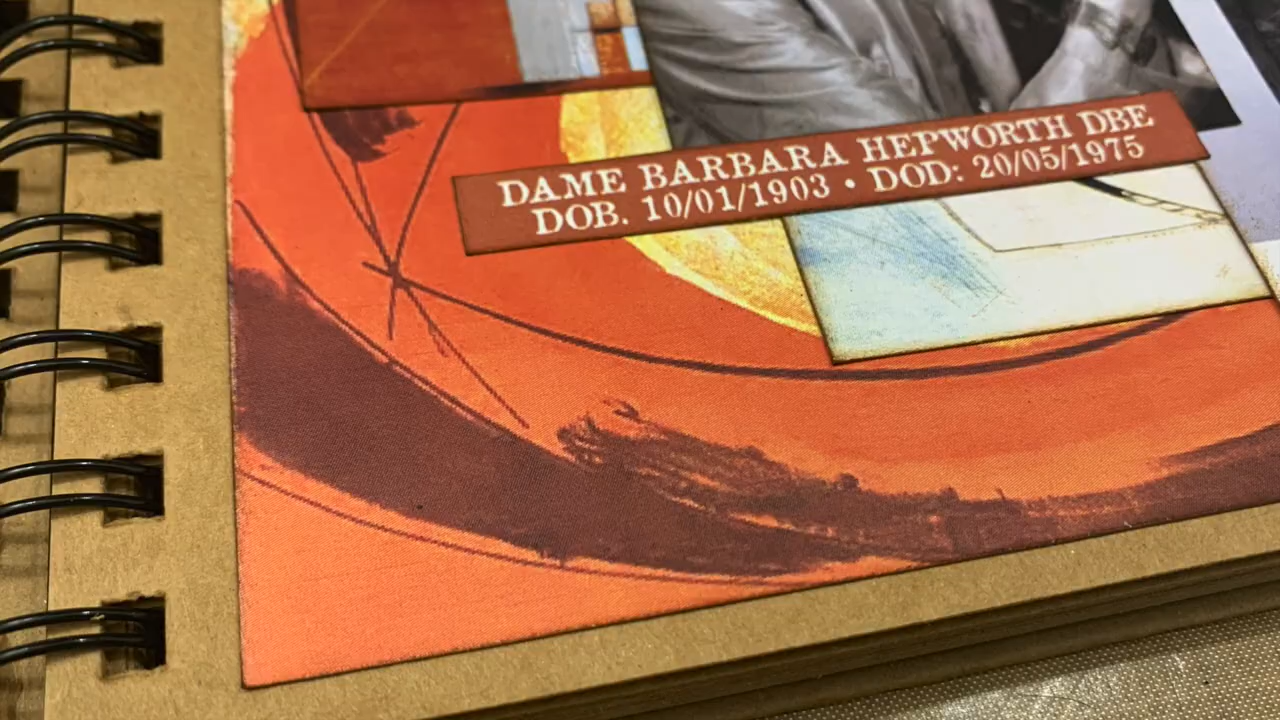 DAME BARBARA HEPWORTH DBE
DOB. 10/01/1903 • DOD: 20/05/1975